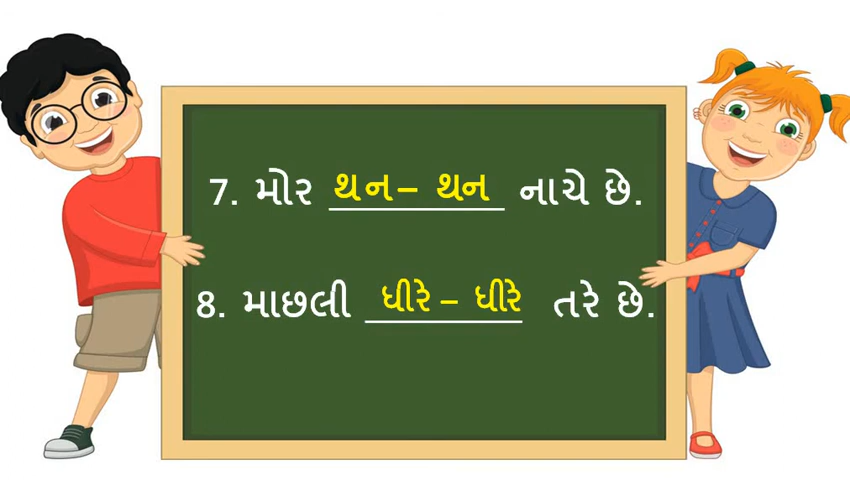 7. મોર થન– થન નાચે છે.
8. માછલી ધીરે – ધીરે તરે છે.